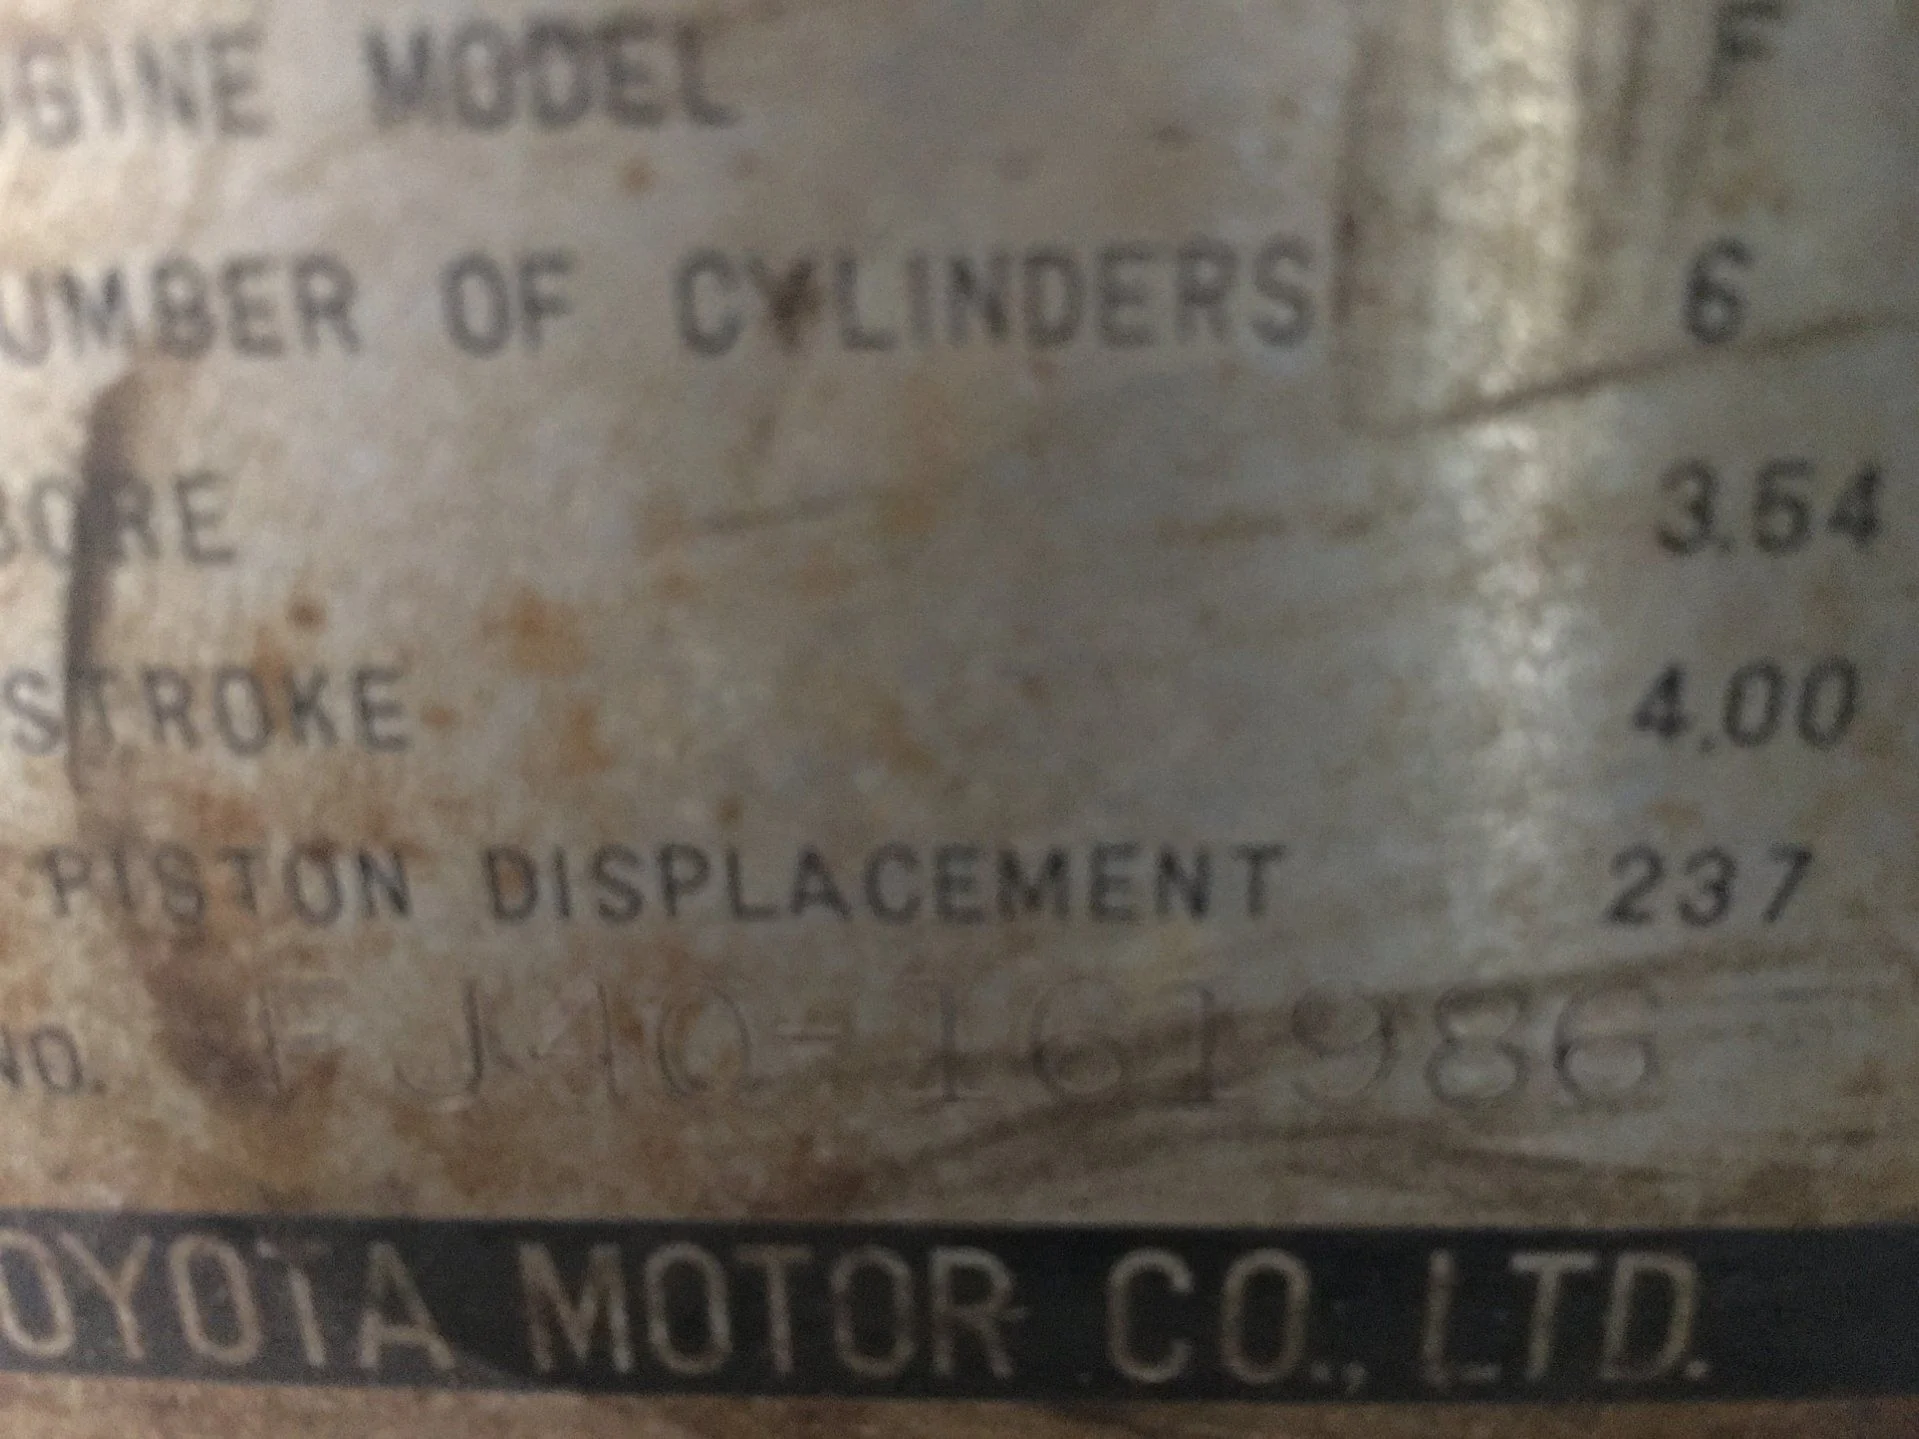 GINE MODEL F
UMBER OF CYLINDERS 6
BORE 3.54
STROKE 4.00
PISTON DISPLACEMENT 237
NO. FJ40-161986
OYOTA MOTOR CO., LTD.